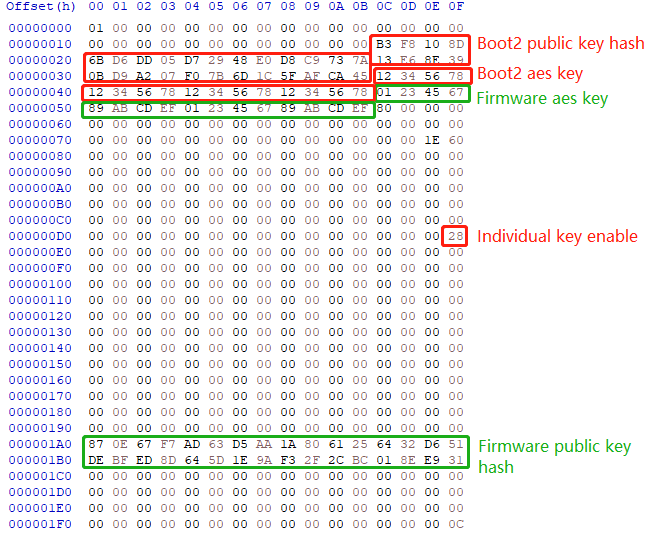 Offset(h) 00 01 02 03 04 05 06 07 08 09 0A 0B 0C 0D 0E 0F
00000000 01 00 00 00 00 00 00 00 00 00 00 00 00 00 00 00
00000010 00 00 00 00 00 00 00 00 00 00 00 00 B3 F8 10 8D
Boot2 public key hash
00000020 6B D6 DD 05 D7 29 48 E0 D8 C9 73 7A 13 E6 8E 39
00000030 0B D9 A2 07 F0 7B 6D 1C 5F AF CA 45 12 34 56 78
Boot2 aes key
00000040 12 34 56 78 12 34 56 78 12 34 56 78 01 23 45 67
Firmware aes key
00000050 89 AB CD EF 01 23 45 67 89 AB CD EF 80 00 00 00
00000060 00 00 00 00 00 00 00 00 00 00 00 00 00 00 00 00
00000070 00 00 00 00 00 00 00 00 00 00 00 00 00 00 1E 60
00000080 00 00 00 00 00 00 00 00 00 00 00 00 00 00 00 00
00000090 00 00 00 00 00 00 00 00 00 00 00 00 00 00 00 00
000000A0 00 00 00 00 00 00 00 00 00 00 00 00 00 00 00 00
000000B0 00 00 00 00 00 00 00 00 00 00 00 00 00 00 00 00
000000C0 00 00 00 00 00 00 00 00 00 00 00 00 00 00 00 00
000000D0 00 00 00 00 00 00 00 00 00 00 00 00 00 00 00 28
Individual key enable
000000E0 00 00 00 00 00 00 00 00 00 00 00 00 00 00 00 00
000000F0 00 00 00 00 00 00 00 00 00 00 00 00 00 00 00 00
00000100 00 00 00 00 00 00 00 00 00 00 00 00 00 00 00 00
00000110 00 00 00 00 00 00 00 00 00 00 00 00 00 00 00 00
00000120 00 00 00 00 00 00 00 00 00 00 00 00 00 00 00 00
00000130 00 00 00 00 00 00 00 00 00 00 00 00 00 00 00 00
00000140 00 00 00 00 00 00 00 00 00 00 00 00 00 00 00 00
00000150 00 00 00 00 00 00 00 00 00 00 00 00 00 00 00 00
00000160 00 00 00 00 00 00 00 00 00 00 00 00 00 00 00 00
00000170 00 00 00 00 00 00 00 00 00 00 00 00 00 00 00 00
00000180 00 00 00 00 00 00 00 00 00 00 00 00 00 00 00 00
00000190 00 00 00 00 00 00 00 00 00 00 00 00 00 00 00 00
000001A0 87 0E 67 F7 AD 63 D5 AA 1A 80 61 25 64 32 D6 51
Firmware public key
000001B0 DE BF ED 8D 64 5D 1E 9A F3 2F 2C BC 01 8E E9 31
hash
000001C0 00 00 00 00 00 00 00 00 00 00 00 00 00 00 00 00
000001D0 00 00 00 00 00 00 00 00 00 00 00 00 00 00 00 00
000001E0 00 00 00 00 00 00 00 00 00 00 00 00 00 00 00 00
000001F0 00 00 00 00 00 00 00 00 00 00 00 00 00 00 00 0C